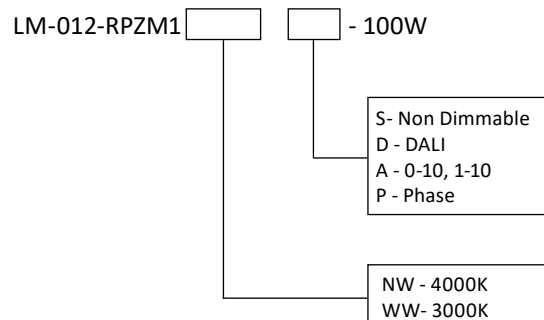 LM-012-RPZM1 - 100W
S- Non Dimmable
D - DALI
A - 0-10, 1-10
P - Phase
NW - 4000K
WW- 3000K